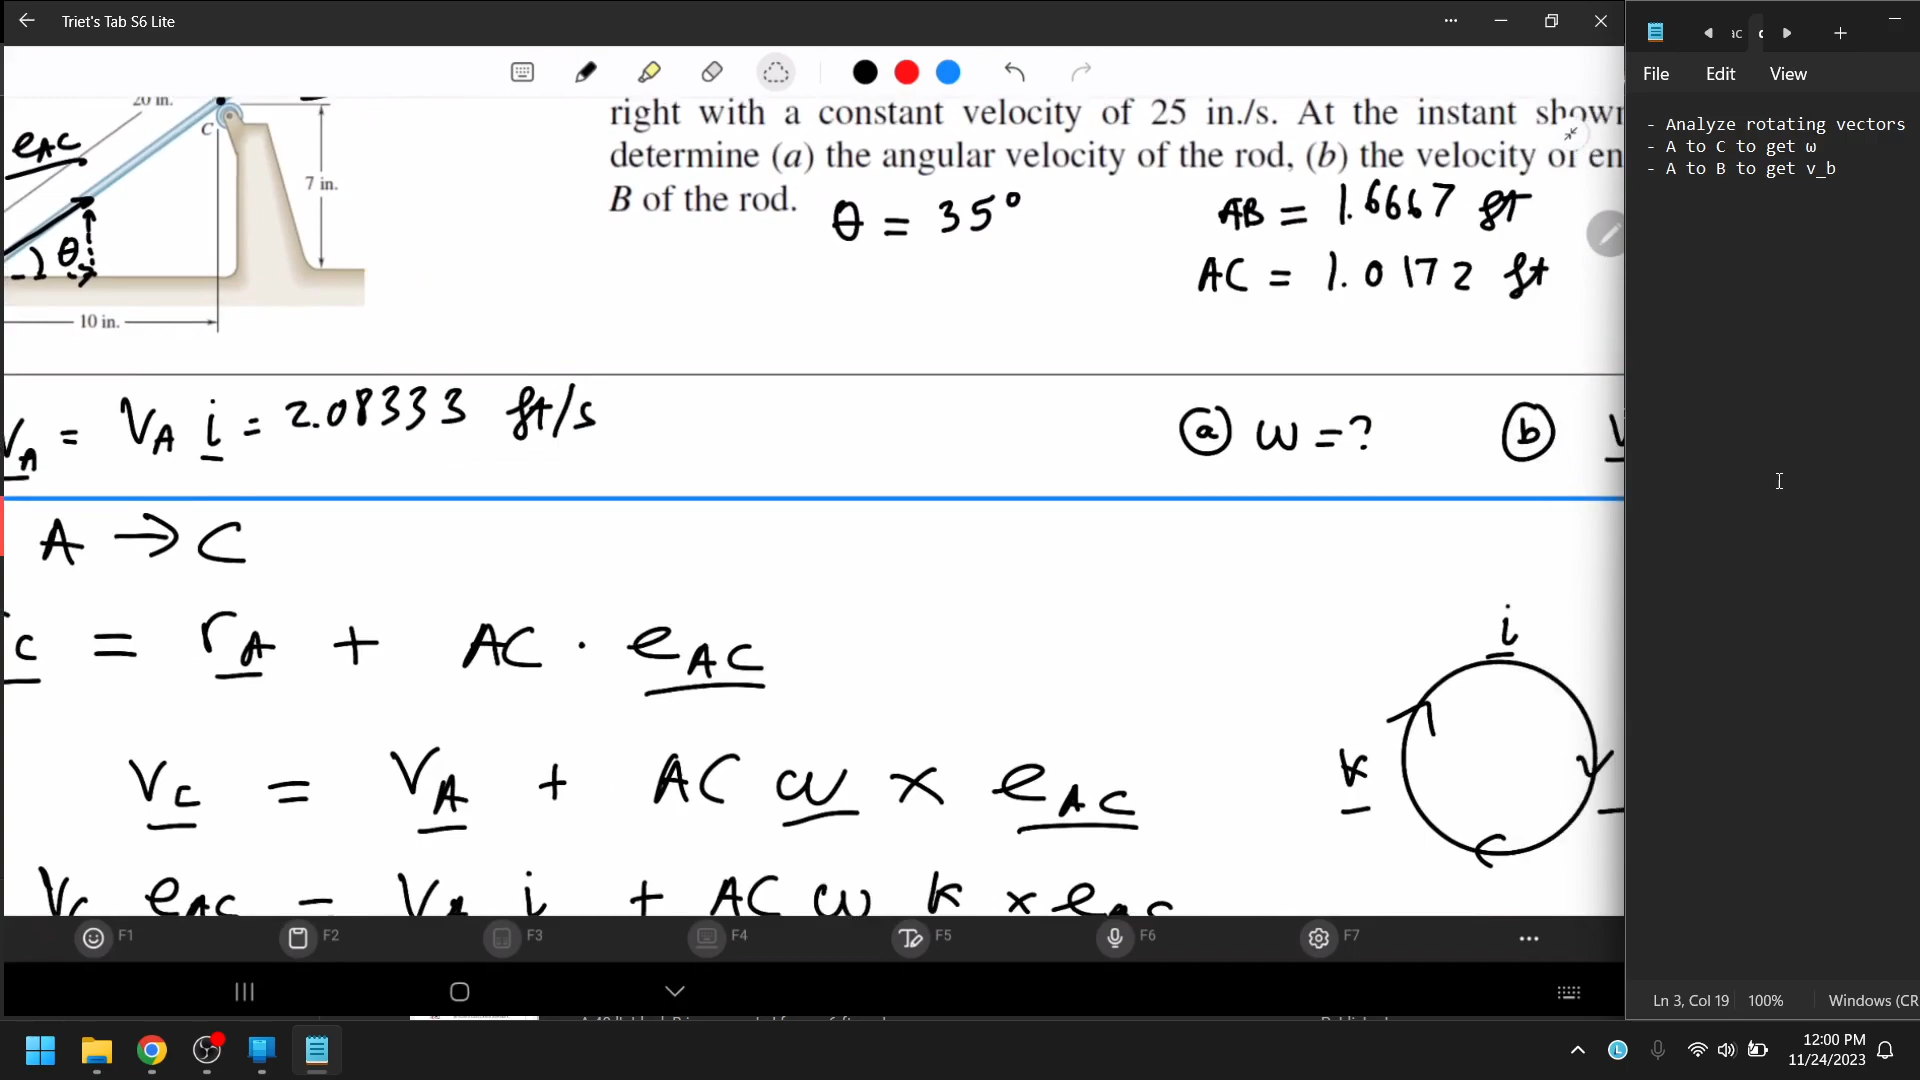 Triet's Tab S6 Lite
File Edit View
- Analyze rotating vectors
- A to C to get ω
- A to B to get v_b
20 in.
e_AC
C
7 in.
θ
10 in.
right with a constant velocity of 25 in./s. At the instant shown
determine (a) the angular velocity of the rod, (b) the velocity of en
B of the rod.
θ = 35°
AB = 1.6667 ft
AC = 1.0172 ft
V_A = V_A i = 2.08333 ft/s
ⓐ ω = ?
ⓑ
A → C
c = r_A + AC · e_AC
i
k
V_C = V_A + AC ω × e_AC
V_C e_AC = V_A i + AC ω k × e_AC
F1 F2 F3 F4 F5 F6 F7
Ln 3, Col 19 100% Windows (CR
12:00 PM
11/24/2023